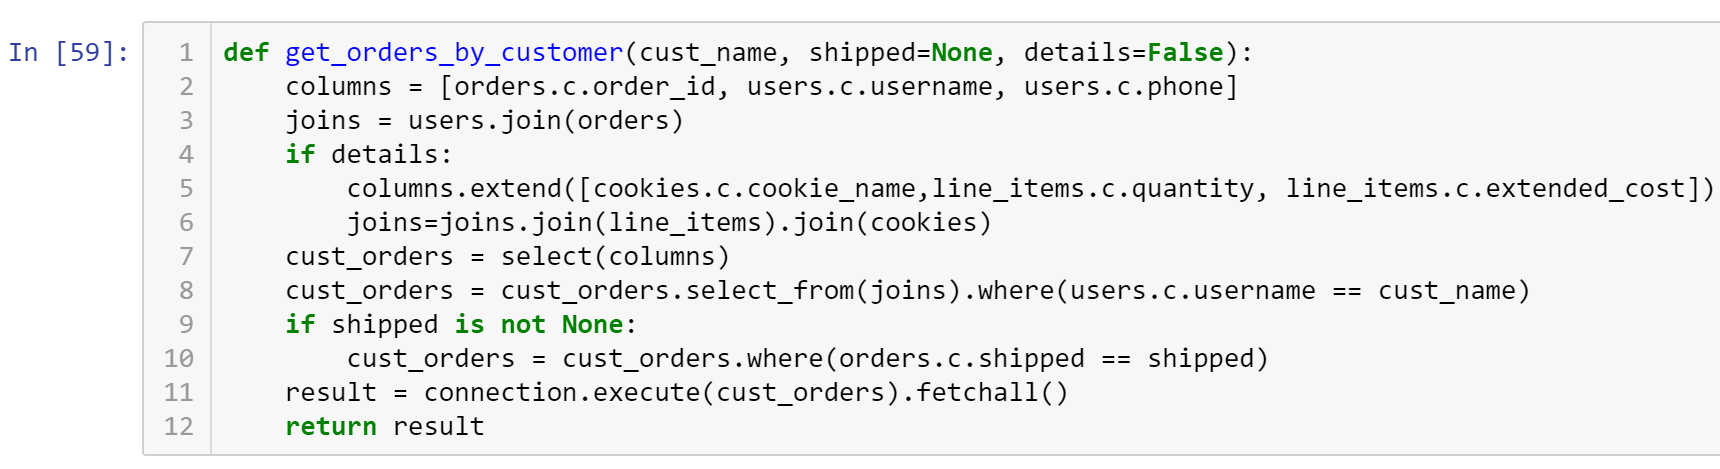 In [59]:
1 def get_orders_by_customer(cust_name, shipped=None, details=False):
2     columns = [orders.c.order_id, users.c.username, users.c.phone]
3     joins = users.join(orders)
4     if details:
5         columns.extend([cookies.c.cookie_name,line_items.c.quantity, line_items.c.extended_cost])
6         joins=joins.join(line_items).join(cookies)
7     cust_orders = select(columns)
8     cust_orders = cust_orders.select_from(joins).where(users.c.username == cust_name)
9     if shipped is not None:
10         cust_orders = cust_orders.where(orders.c.shipped == shipped)
11     result = connection.execute(cust_orders).fetchall()
12     return result